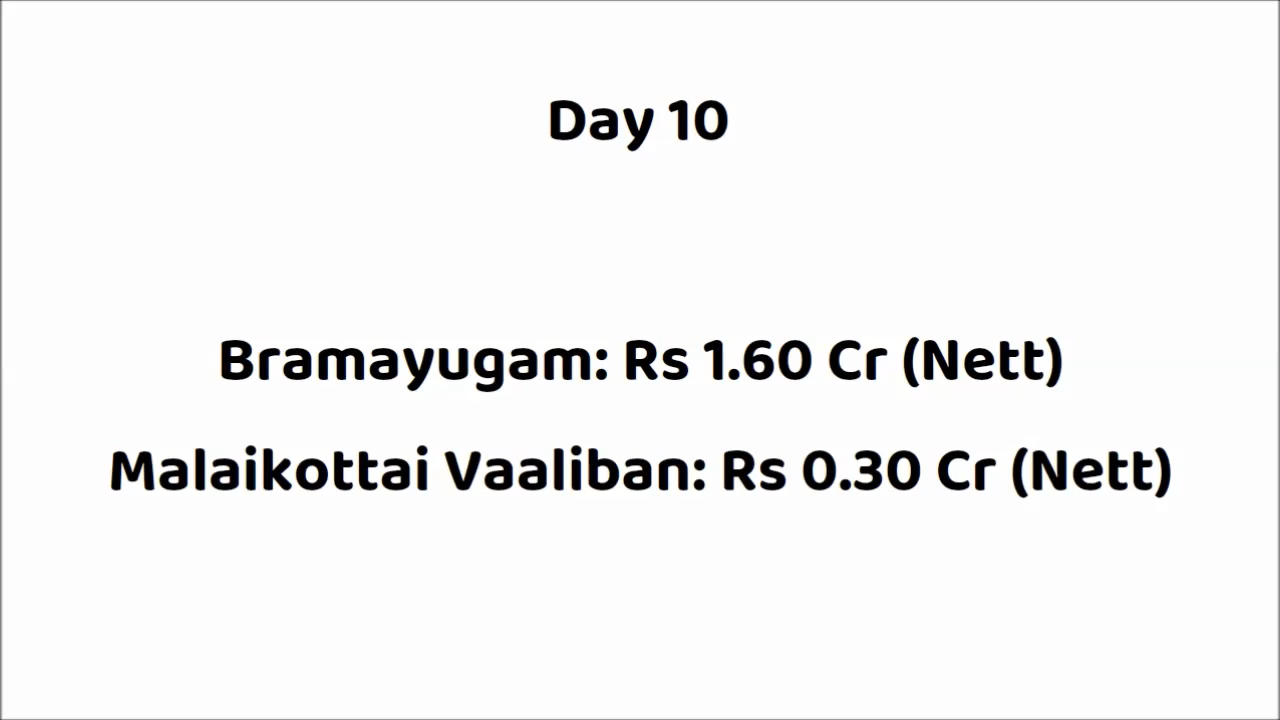 Day 10
Bramayugam: Rs 1.60 Cr (Nett)
Malaikottai Vaaliban: Rs 0.30 Cr (Nett)